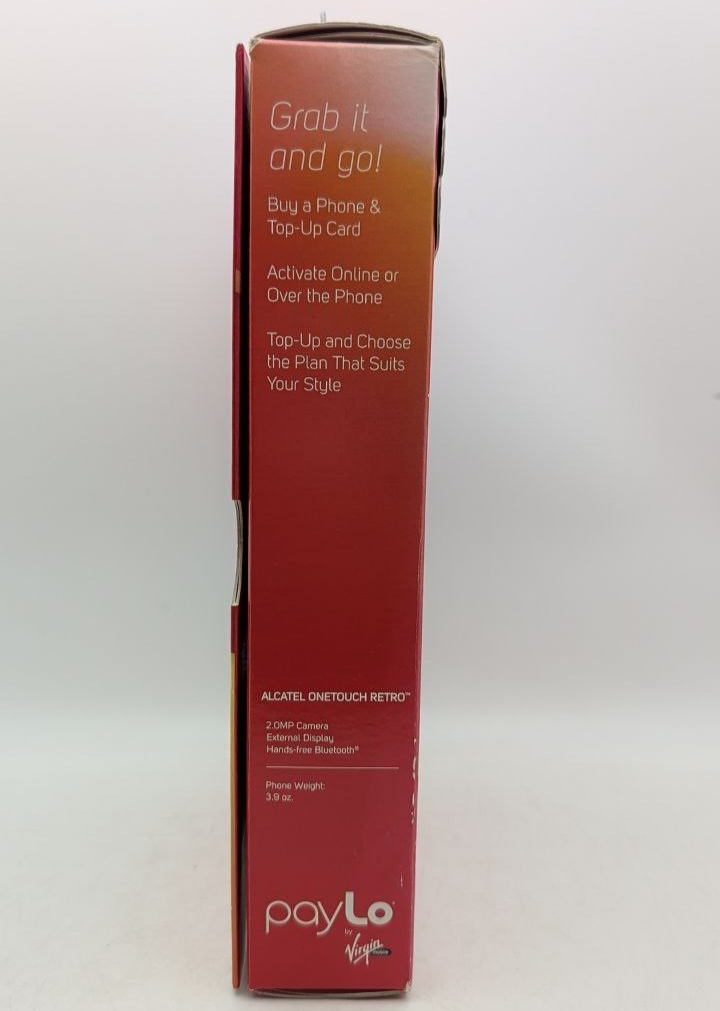 Grab it
and go!
Buy a Phone &
Top-Up Card
Activate Online or
Over the Phone
Top-Up and Choose
the Plan That Suits
Your Style
ALCATEL ONETOUCH RETRO™
2.0MP Camera
External Display
Hands-free Bluetooth®
Phone Weight:
3.9 oz.
payLo
by
Virgin
mobile